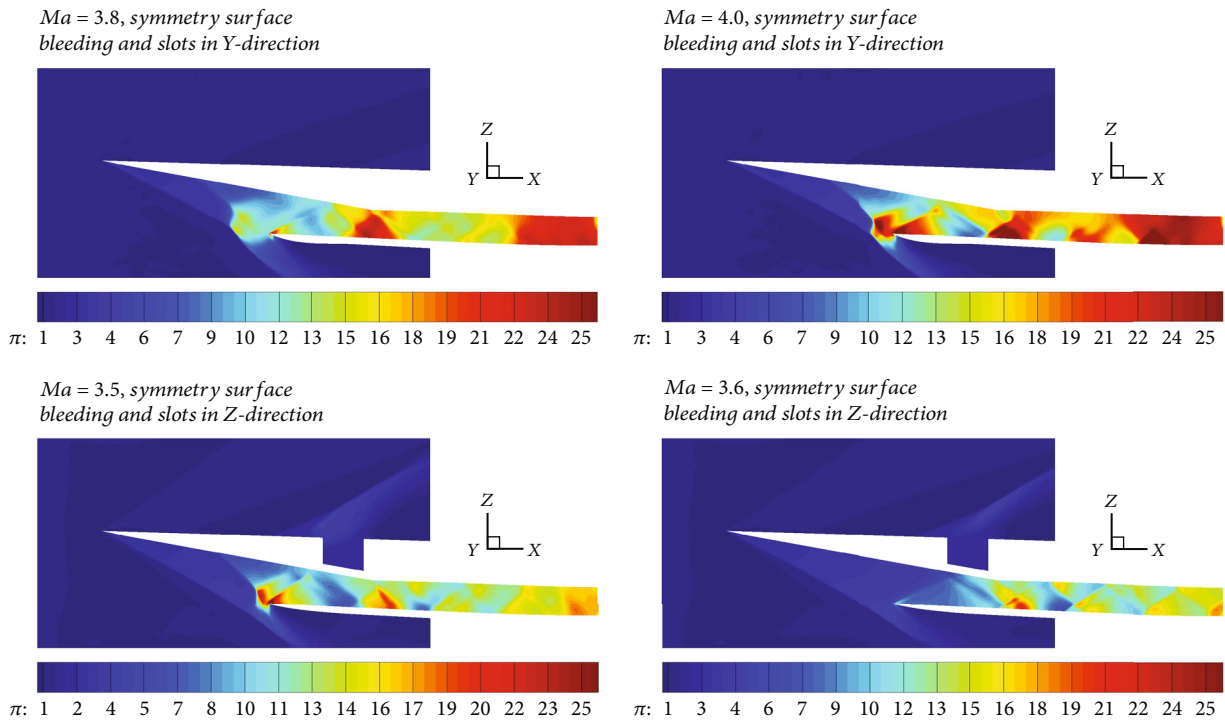 Ma = 3.8, symmetry surface
bleeding and slots in Y-direction
Z
Y
X
π: 1 3 4 6 7 9 10 12 13 15 16 18 19 21 22 24 25
Ma = 4.0, symmetry surface
bleeding and slots in Y-direction
Z
Y
X
π: 1 3 4 6 7 9 10 12 13 15 16 18 19 21 22 24 25
Ma = 3.5, symmetry surface
bleeding and slots in Z-direction
Z
Y
X
π: 1 2 4 5 7 8 10 11 13 14 16 17 19 20 22 23 25
Ma = 3.6, symmetry surface
bleeding and slots in Z-direction
Z
Y
X
π: 1 3 4 6 7 9 10 12 13 15 16 18 19 21 22 24 25